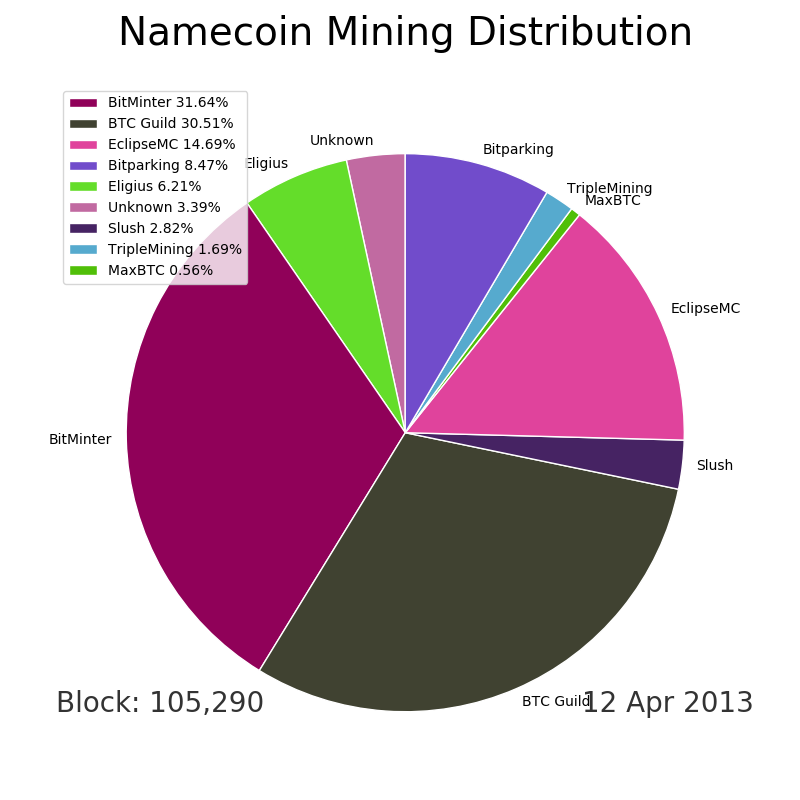 Namecoin Mining Distribution
BitMinter 31.64%
BTC Guild 30.51%
EclipseMC 14.69%
Bitparking 8.47%
Eligius 6.21%
Unknown 3.39%
Slush 2.82%
TripleMining 1.69%
MaxBTC 0.56%
Unknown
Bitparking
Eligius
TripleMining
MaxBTC
EclipseMC
BitMinter
Slush
BTC Guild
Block: 105,290
12 Apr 2013